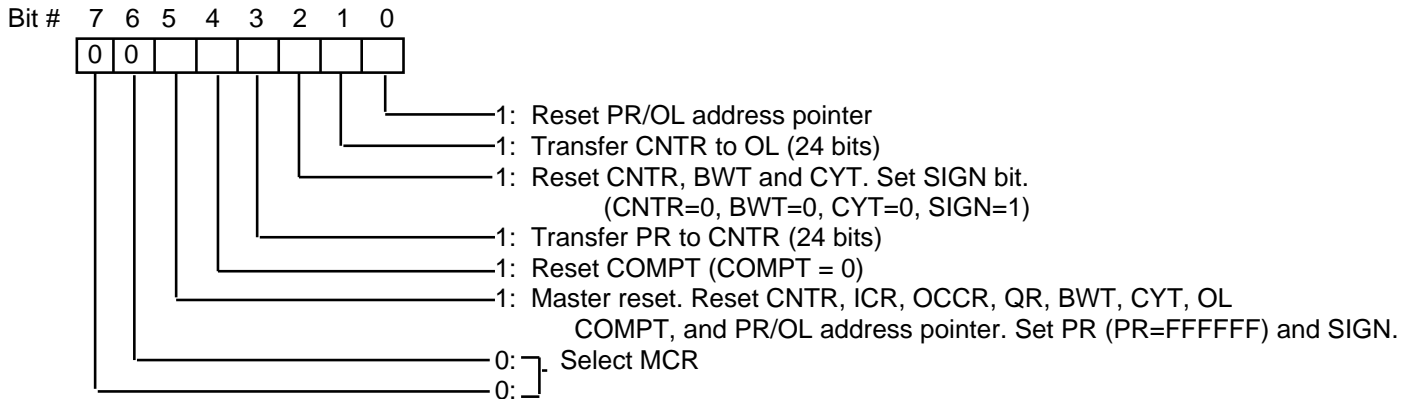 Bit # 7 6 5 4 3 2 1 0
0 0
1: Reset PR/OL address pointer
1: Transfer CNTR to OL (24 bits)
1: Reset CNTR, BWT and CYT. Set SIGN bit.
(CNTR=0, BWT=0, CYT=0, SIGN=1)
1: Transfer PR to CNTR (24 bits)
1: Reset COMPT (COMPT = 0)
1: Master reset. Reset CNTR, ICR, OCCR, QR, BWT, CYT, OL
COMPT, and PR/OL address pointer. Set PR (PR=FFFFFF) and SIGN.
0: Select MCR
0: